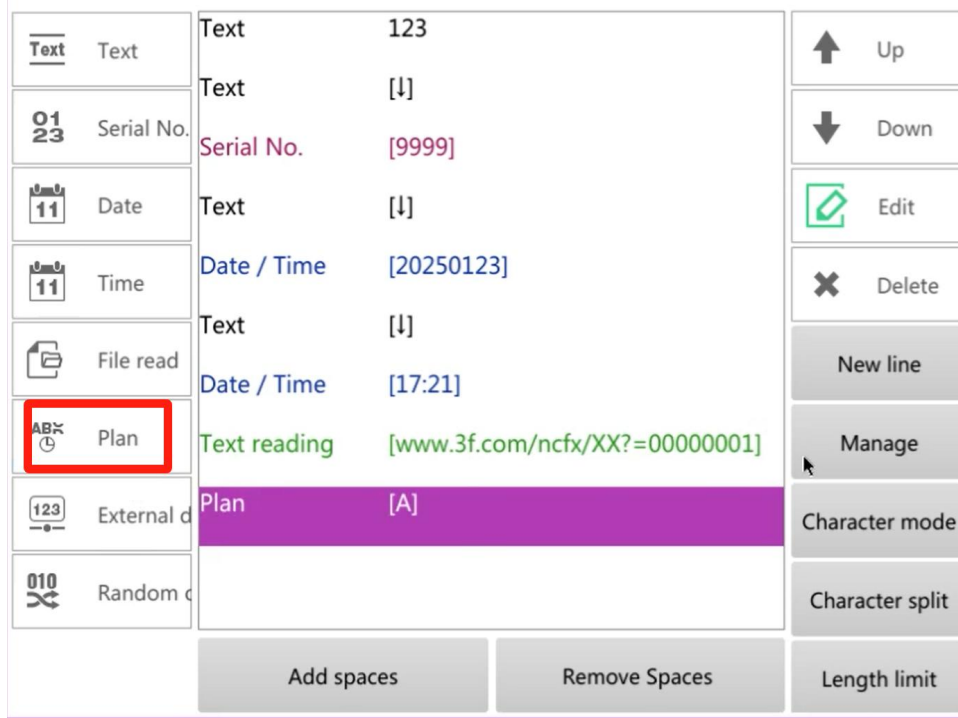 Text
Serial No.
Date
Time
File read
Plan
External d
Random
Text 123
Text [↓]
Serial No. [9999]
Text [↓]
Date / Time [20250123]
Text [↓]
Date / Time [17:21]
Text reading [www.3f.com/ncfx/XX?=00000001]
Plan [A]
Add spaces
Remove Spaces
Up
Down
Edit
Delete
New line
Manage
Character mode
Character split
Length limit
Text
01
23
11
11
ABX
123
010